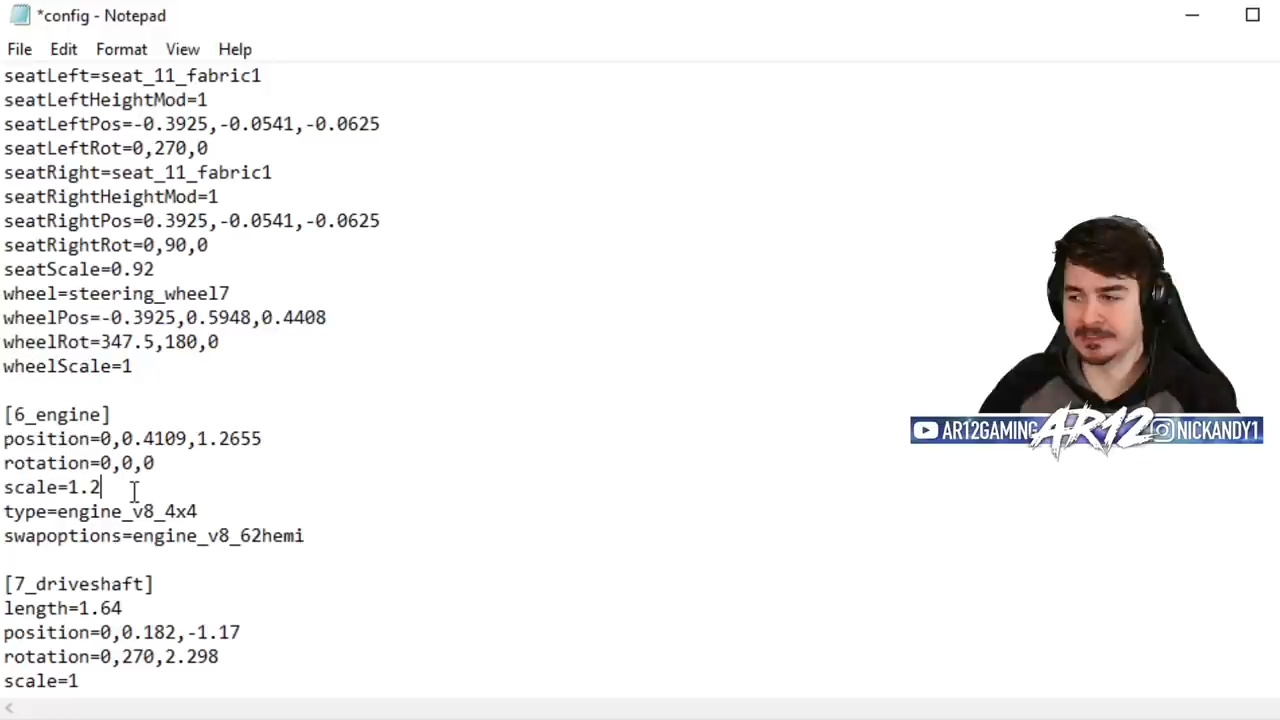 *config - Notepad
File Edit Format View Help
seatLeft=seat_11_fabric1
seatLeftHeightMod=1
seatLeftPos=-0.3925,-0.0541,-0.0625
seatLeftRot=0,270,0
seatRight=seat_11_fabric1
seatRightHeightMod=1
seatRightPos=0.3925,-0.0541,-0.0625
seatRightRot=0,90,0
seatScale=0.92
wheel=steering_wheel7
wheelPos=-0.3925,0.5948,0.4408
wheelRot=347.5,180,0
wheelScale=1
[6_engine]
position=0,0.4109,1.2655
rotation=0,0,0
scale=1.2
type=engine_v8_4x4
swapoptions=engine_v8_62hemi
[7_driveshaft]
length=1.64
position=0,0.182,-1.17
rotation=0,270,2.298
scale=1
AR12GAMING AR12 NICKANDY1